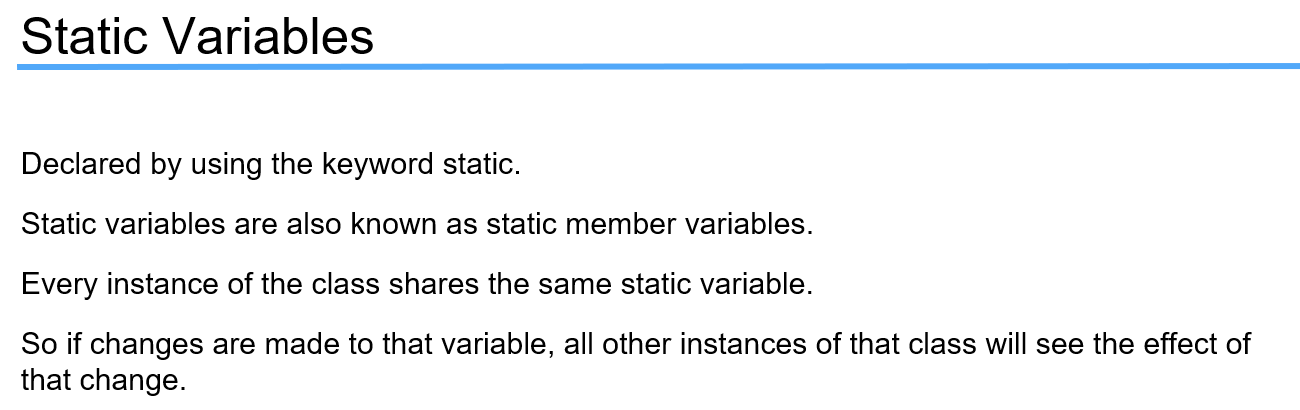 Static Variables
Declared by using the keyword static.
Static variables are also known as static member variables.
Every instance of the class shares the same static variable.
So if changes are made to that variable, all other instances of that class will see the effect of
that change.